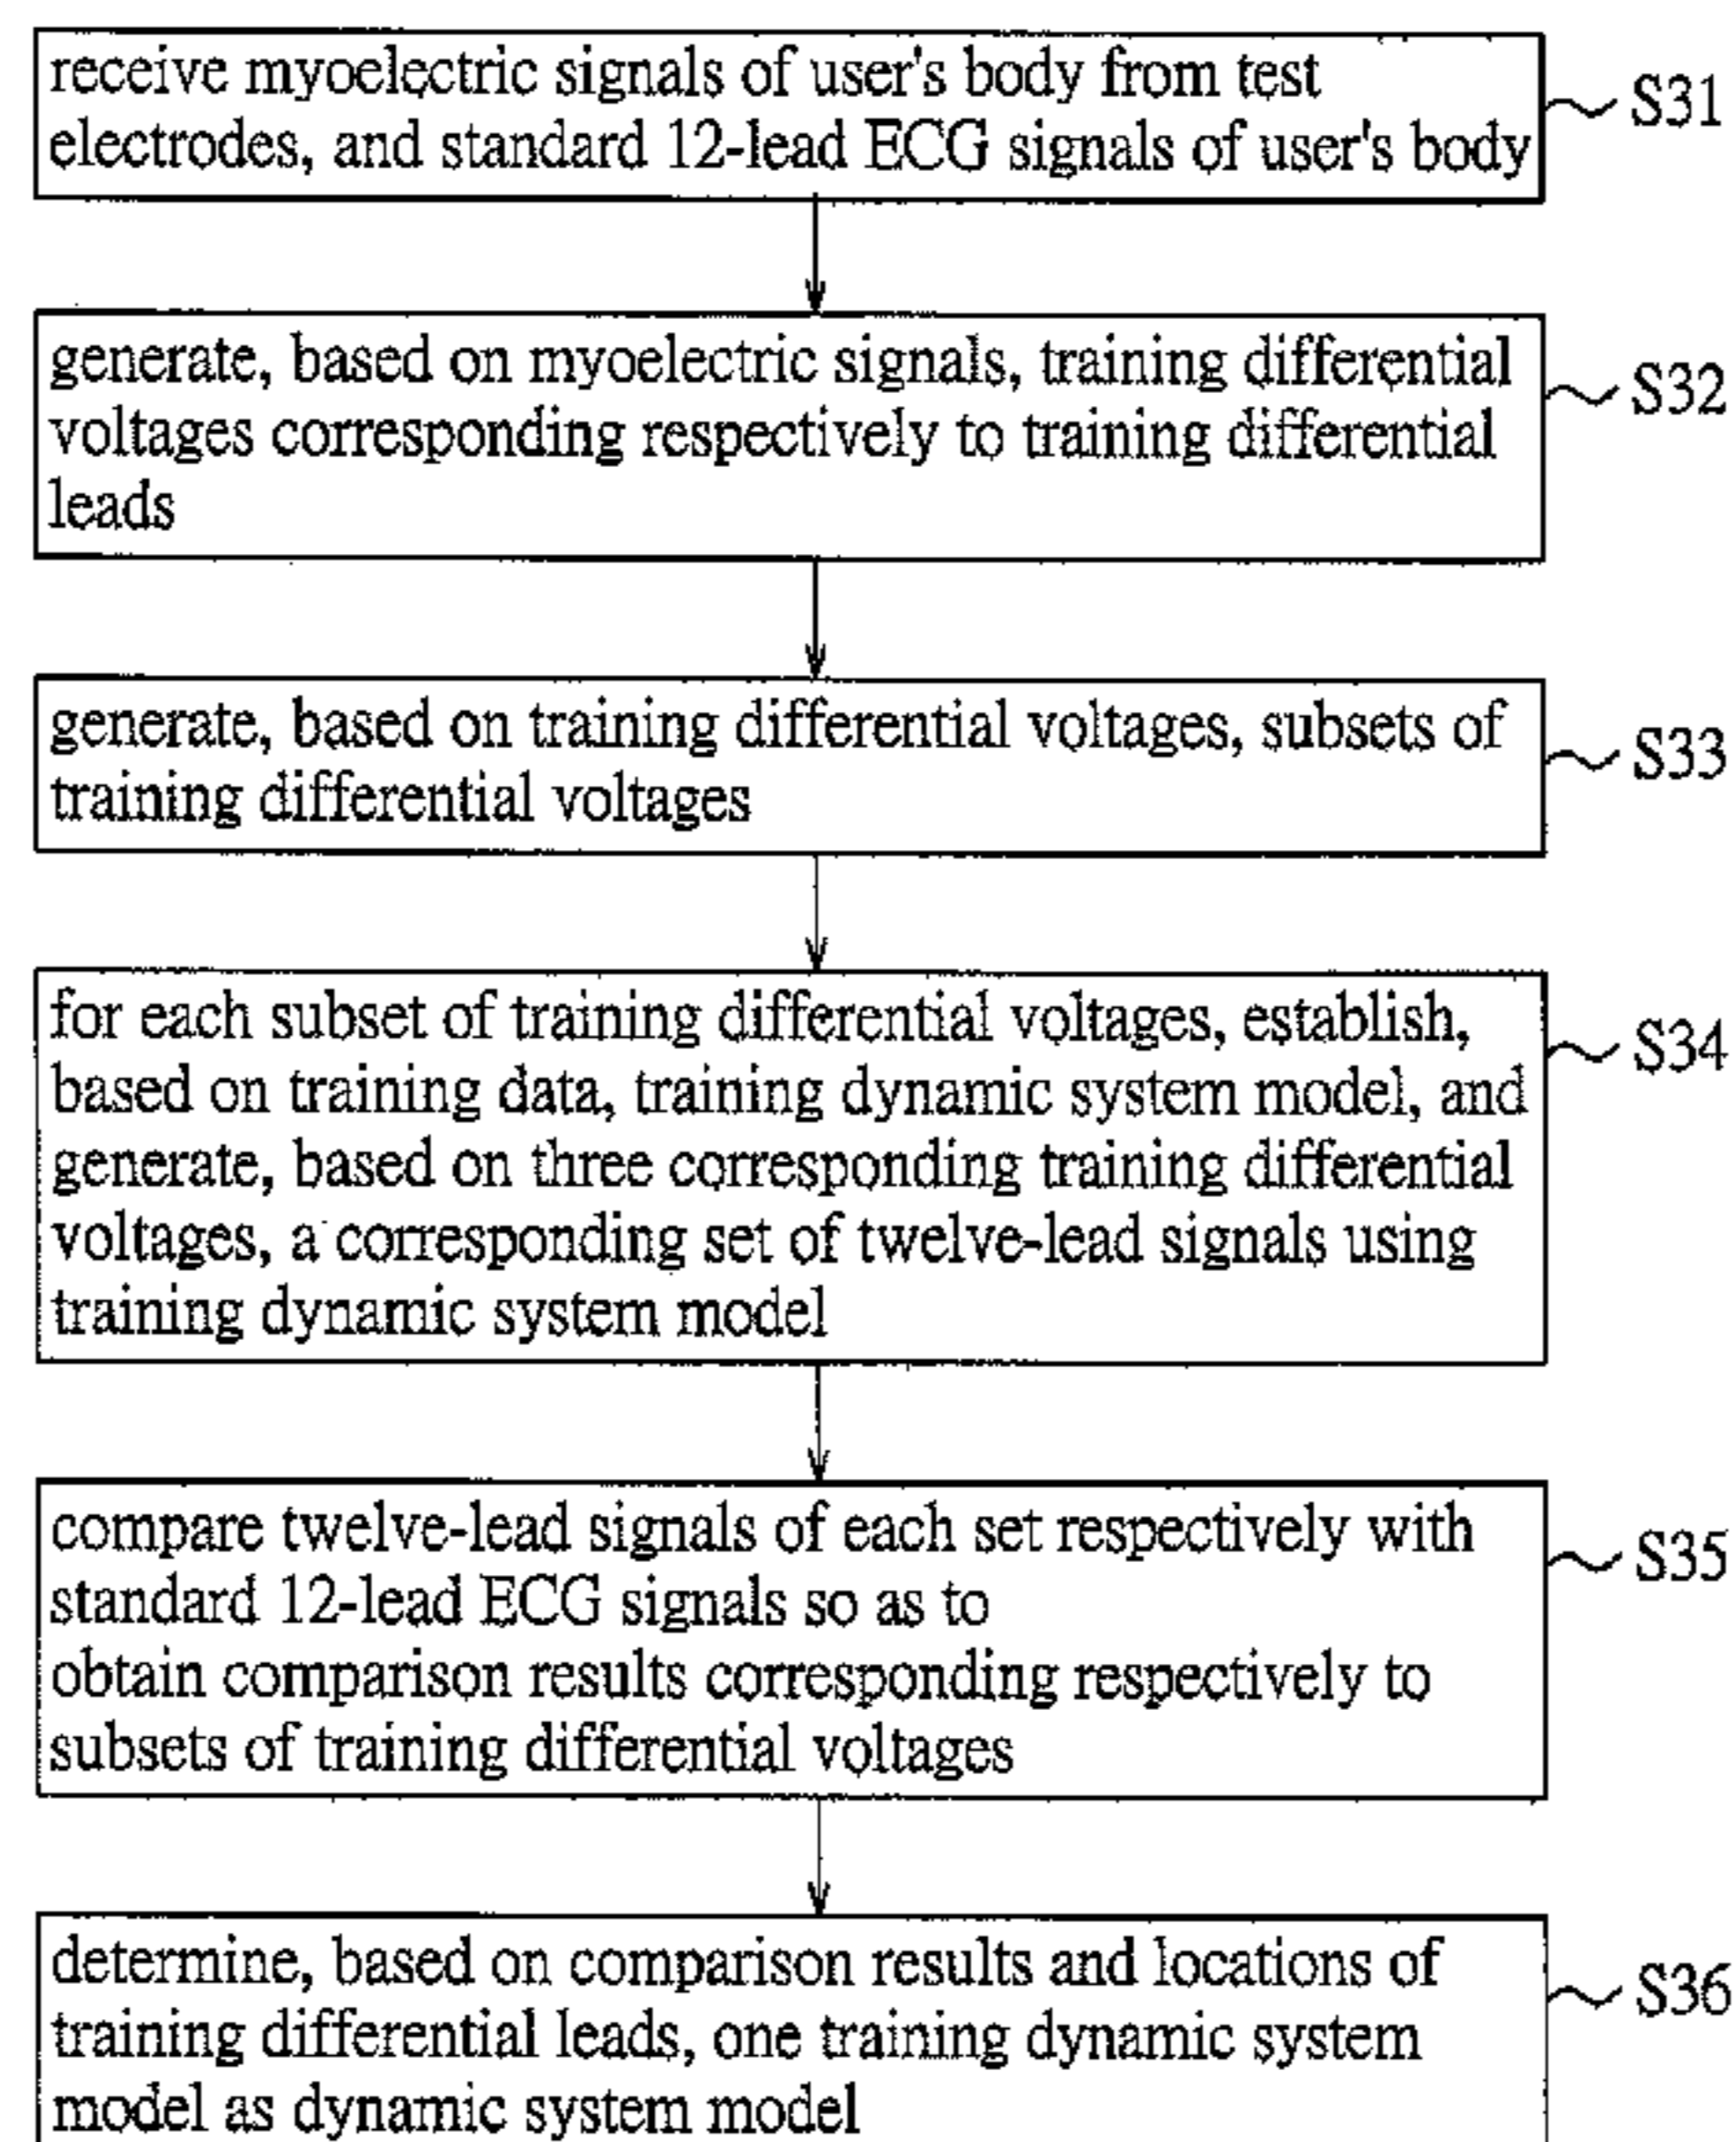 receive myoelectric signals of user's body from test
electrodes, and standard 12-lead ECG signals of user's body
S31
generate, based on myoelectric signals, training differential
voltages corresponding respectively to training differential
leads
S32
generate, based on training differential voltages, subsets of
training differential voltages
S33
for each subset of training differential voltages, establish,
based on training data, training dynamic system model, and
generate, based on three corresponding training differential
voltages, a corresponding set of twelve-lead signals using
training dynamic system model
S34
compare twelve-lead signals of each set respectively with
standard 12-lead ECG signals so as to
obtain comparison results corresponding respectively to
subsets of training differential voltages
S35
determine, based on comparison results and locations of
training differential leads, one training dynamic system
model as dynamic system model
S36